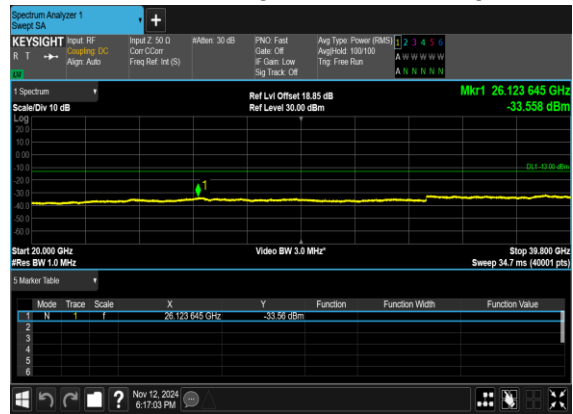 Spectrum Analyzer 1
Swept SA
KEYSIGHT Input: RF Input Z: 50 Ω #Atten: 30 dB PNO: Fast Avg Type: Power (RMS) 1 2 3 4 5 6
R T Coupling: DC Corr CCorr Gate: Off Avg|Hold: 100/100 A W W W W W
Align: Auto Freq Ref: Int (S) IF Gain: Low Trig: Free Run
Sig Track: Off A N N N N N
1 Spectrum Ref Lvl Offset 18.85 dB Mkr1 26.123 645 GHz
Scale/Div 10 dB Ref Level 30.00 dBm -33.558 dBm
Log
20.0
10.0
0.00
-10.0
DL1 -13.00 dBm
-20.0
1
-30.0
-40.0
-50.0
-60.0
Start 20.000 GHz Video BW 3.0 MHz* Stop 39.800 GHz
#Res BW 1.0 MHz Sweep 34.7 ms (40001 pts)
5 Marker Table
Mode Trace Scale X Y Function Function Width Function Value
1 N 1 f 26.123 645 GHz -33.56 dBm
2
3
4
5
6
? Nov 12, 2024
6:17:03 PM